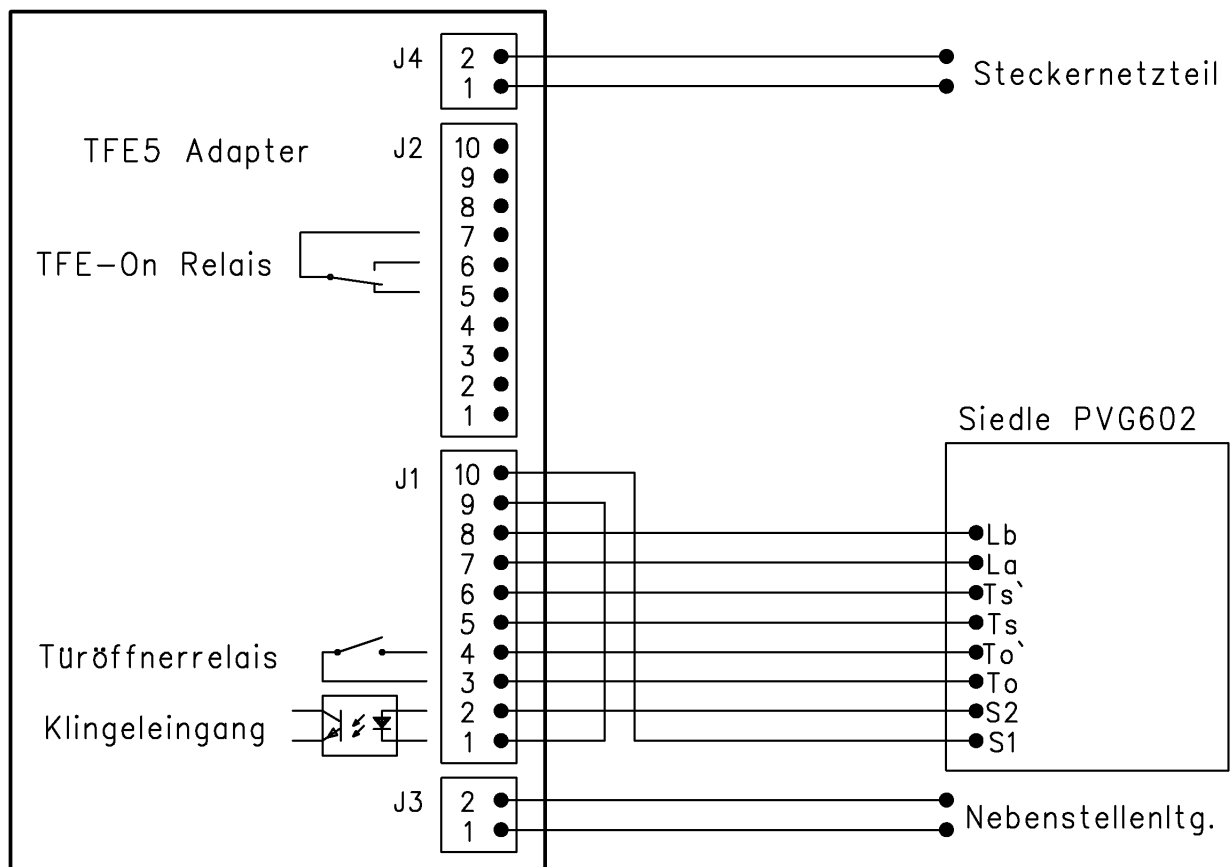 J4
2
1
Steckernetzteil
TFE5 Adapter
J2
10
9
8
7
6
5
4
3
2
1
TFE-On Relais
Siedle PVG602
J1
10
9
8
7
6
5
4
3
2
1
Lb
La
Ts`
Ts
To`
To
S2
S1
Türöffnerrelais
Klingeleingang
J3
2
1
Nebenstellenltg.